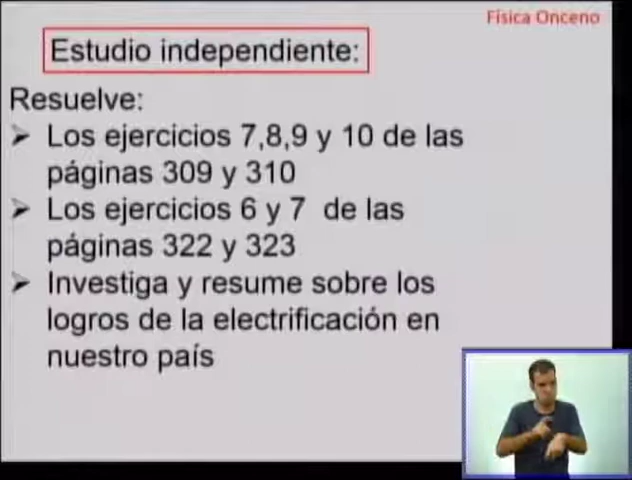 Física Onceno
Estudio independiente:
Resuelve:
➢ Los ejercicios 7,8,9 y 10 de las
páginas 309 y 310
➢ Los ejercicios 6 y 7 de las
páginas 322 y 323
➢ Investiga y resume sobre los
logros de la electrificación en
nuestro país